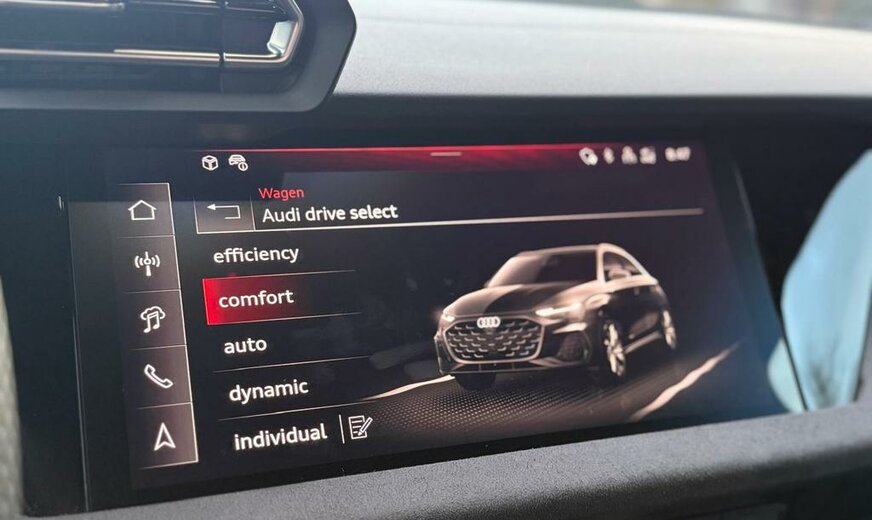 Wagen
Audi drive select
efficiency
comfort
auto
dynamic
individual